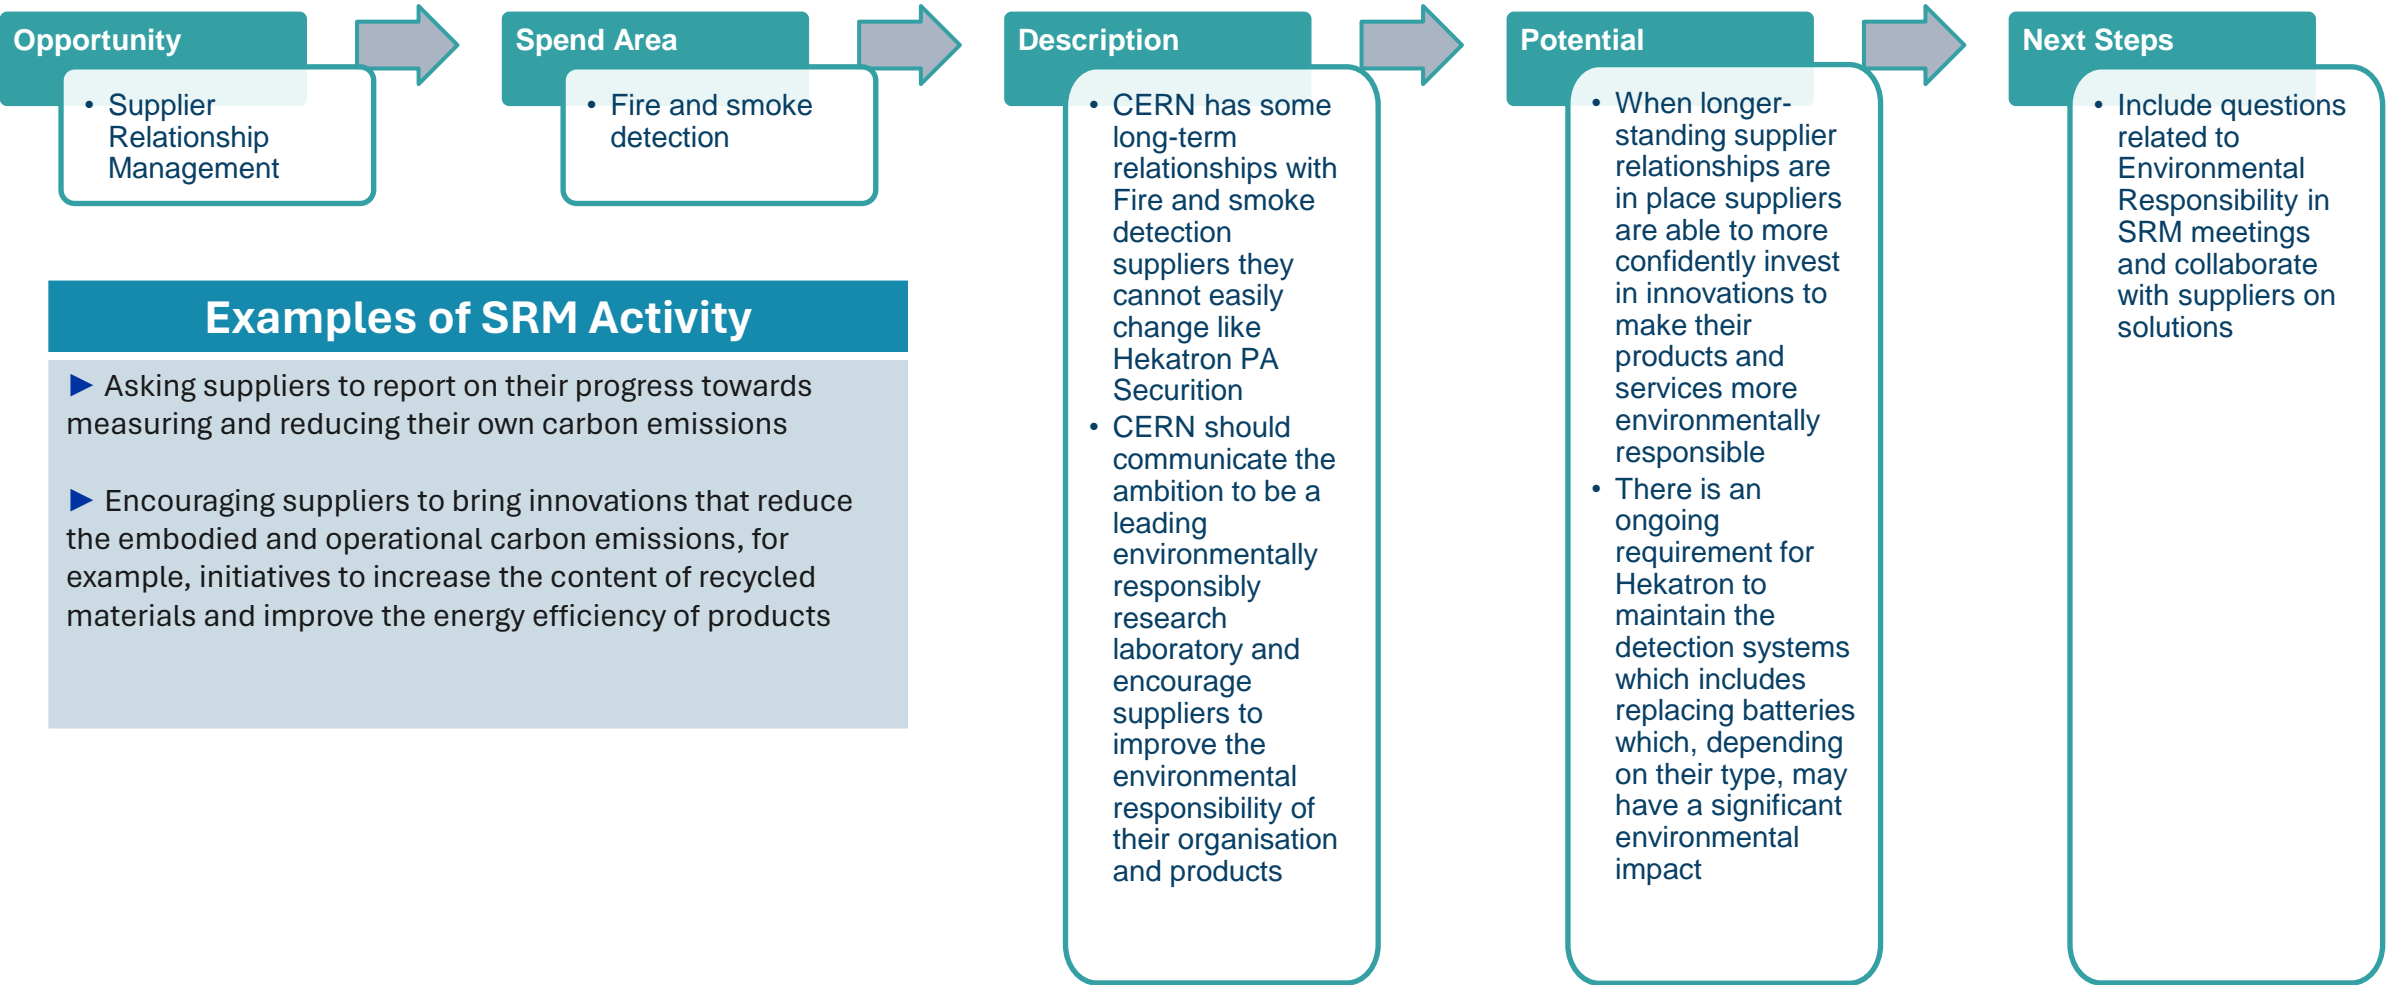 Opportunity
• Supplier
Relationship
Management
Spend Area
• Fire and smoke
detection
Description
• CERN has some
long-term
relationships with
Fire and smoke
detection
suppliers they
cannot easily
change like
Hekatron PA
Securition
• CERN should
communicate the
ambition to be a
leading
environmentally
responsibly
research
laboratory and
encourage
suppliers to
improve the
environmental
responsibility of
their organisation
and products
Potential
• When longer-
standing supplier
relationships are
in place suppliers
are able to more
confidently invest
in innovations to
make their
products and
services more
environmentally
responsible
• There is an
ongoing
requirement for
Hekatron to
maintain the
detection systems
which includes
replacing batteries
which, depending
on their type, may
have a significant
environmental
impact
Next Steps
• Include questions
related to
Environmental
Responsibility in
SRM meetings
and collaborate
with suppliers on
solutions
Examples of SRM Activity
► Asking suppliers to report on their progress towards
measuring and reducing their own carbon emissions
► Encouraging suppliers to bring innovations that reduce
the embodied and operational carbon emissions, for
example, initiatives to increase the content of recycled
materials and improve the energy efficiency of products